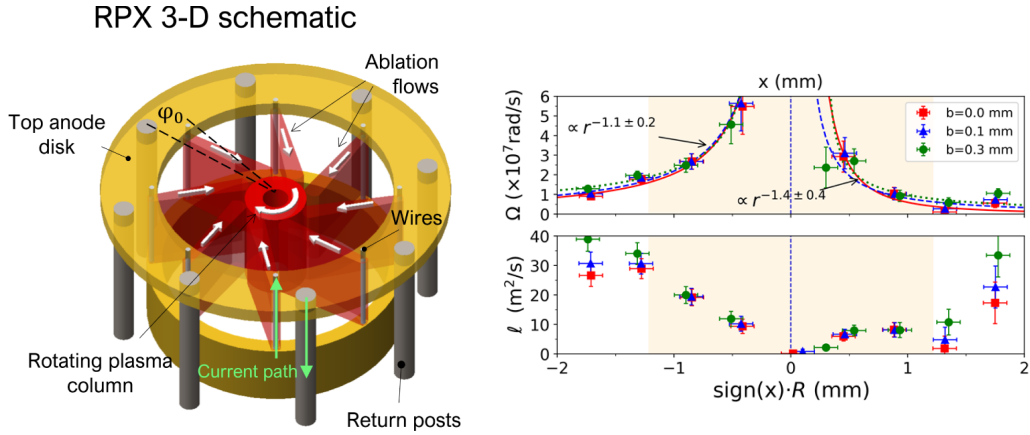 RPX 3-D schematic
Ablation
flows
φ₀
Top anode
disk
Wires
Rotating plasma
column
Current path
Return posts
x (mm)
Ω (×10⁷rad/s)
6
5
4
3
2
1
0
∝ r⁻¹·¹ ± ⁰·²
∝ r⁻¹·⁴ ± ⁰·⁴
b=0.0 mm
b=0.1 mm
b=0.3 mm
ℓ (m²/s)
40
30
20
10
0
−2 −1 0 1 2
sign(x)·R (mm)